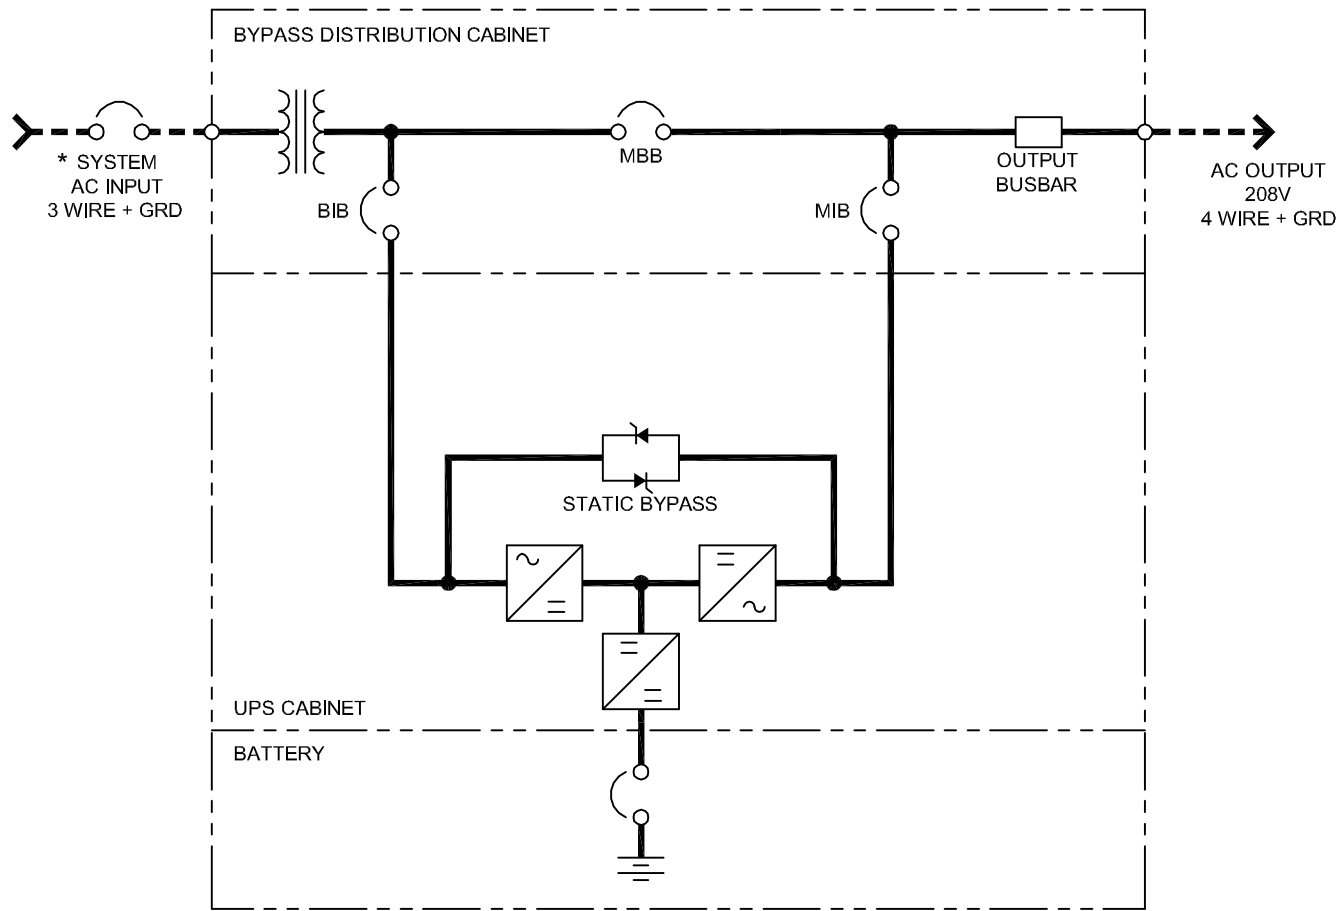 BYPASS DISTRIBUTION CABINET
* SYSTEM
AC INPUT
3 WIRE + GRD
MBB
OUTPUT
BUSBAR
AC OUTPUT
208V
4 WIRE + GRD
BIB
MIB
STATIC BYPASS
UPS CABINET
BATTERY